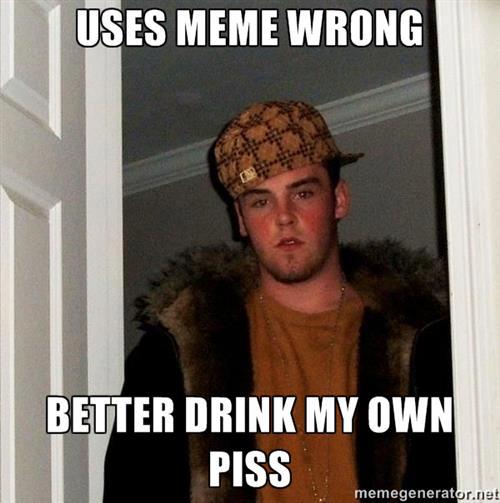 USES MEME WRONG
BETTER DRINK MY OWN
PISS
memegenerator.net